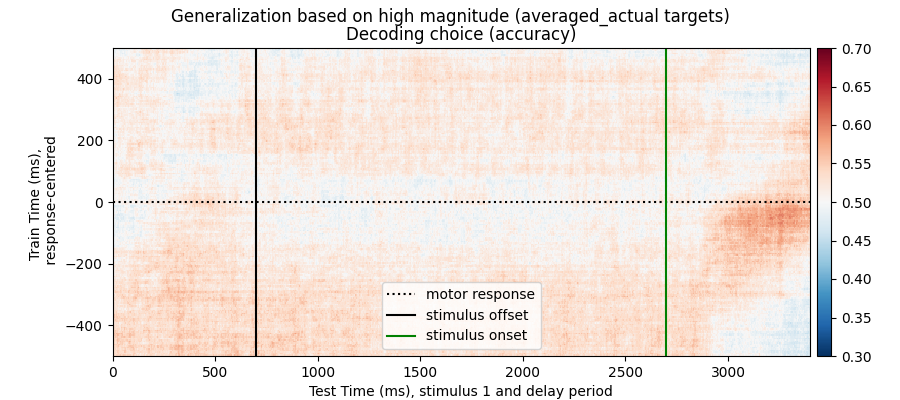 Generalization based on high magnitude (averaged_actual targets)
Decoding choice (accuracy)
Train Time (ms),
response-centered
400
200
0
−200
−400
motor response
stimulus offset
stimulus onset
0
500
1000
1500
2000
2500
3000
Test Time (ms), stimulus 1 and delay period
0.70
0.65
0.60
0.55
0.50
0.45
0.40
0.35
0.30